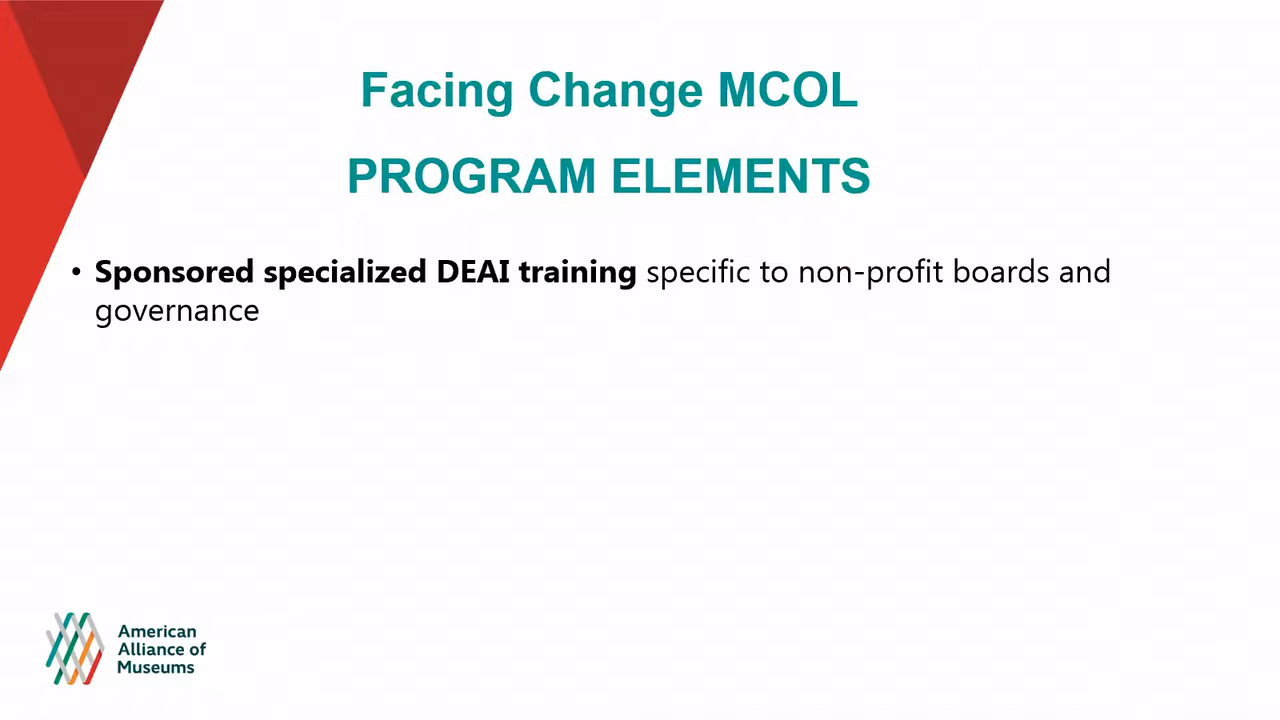 Facing Change MCOL
PROGRAM ELEMENTS
• Sponsored specialized DEAI training specific to non-profit boards and
governance
American
Alliance of
Museums